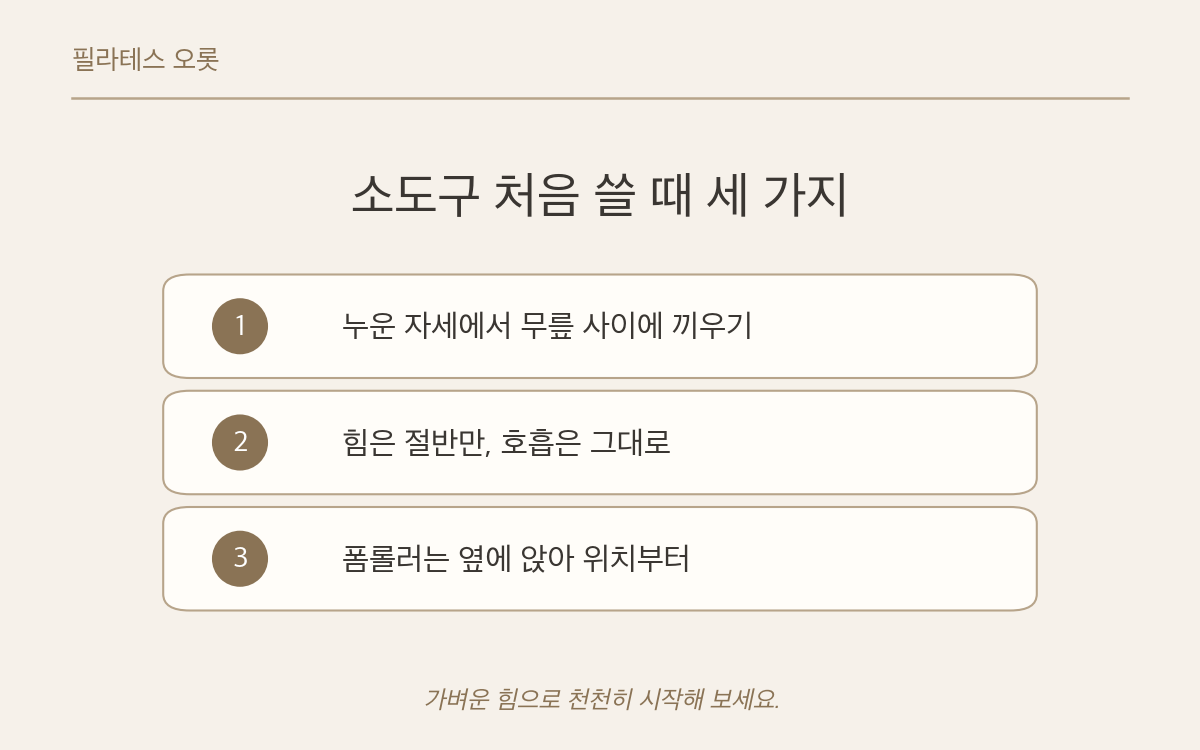 필라테스 오롯
소도구 처음 쓸 때 세 가지
1 누운 자세에서 무릎 사이에 끼우기
2 힘은 절반만, 호흡은 그대로
3 폼롤러는 옆에 앉아 위치부터
가벼운 힘으로 천천히 시작해 보세요.